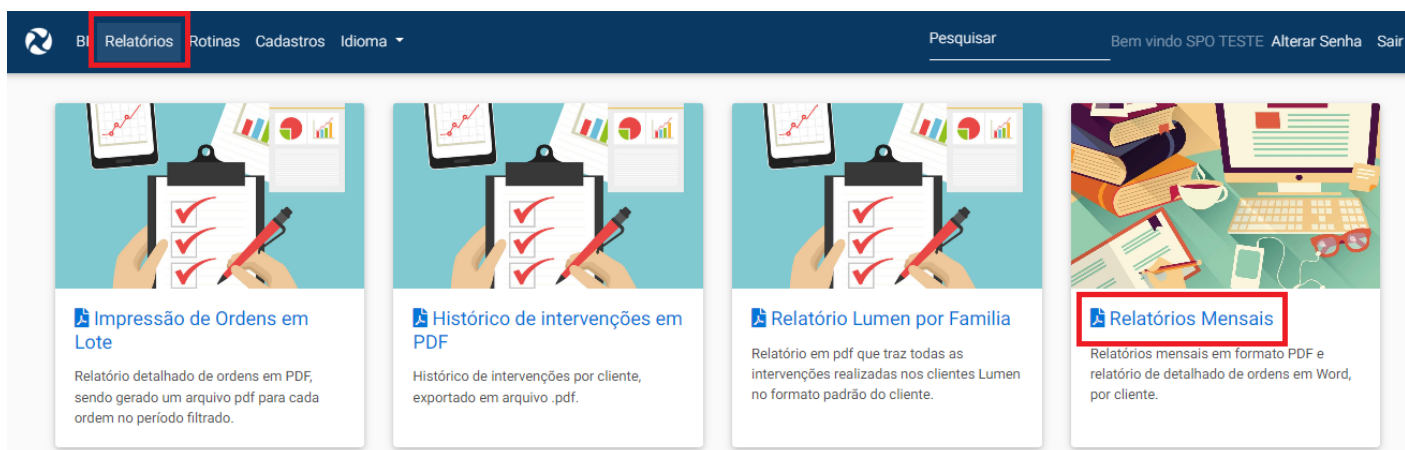 BI Relatórios Rotinas Cadastros Idioma Pesquisar Bem vindo SPO TESTE Alterar Senha Sair
Impressão de Ordens em
Lote
Relatório detalhado de ordens em PDF,
sendo gerado um arquivo pdf para cada
ordem no período filtrado.
Histórico de intervenções em
PDF
Histórico de intervenções por cliente,
exportado em arquivo .pdf.
Relatório Lumen por Familia
Relatório em pdf que traz todas as
intervenções realizadas nos clientes Lumen
no formato padrão do cliente.
Relatórios Mensais
Relatórios mensais em formato PDF e
relatório de detalhado de ordens em Word,
por cliente.